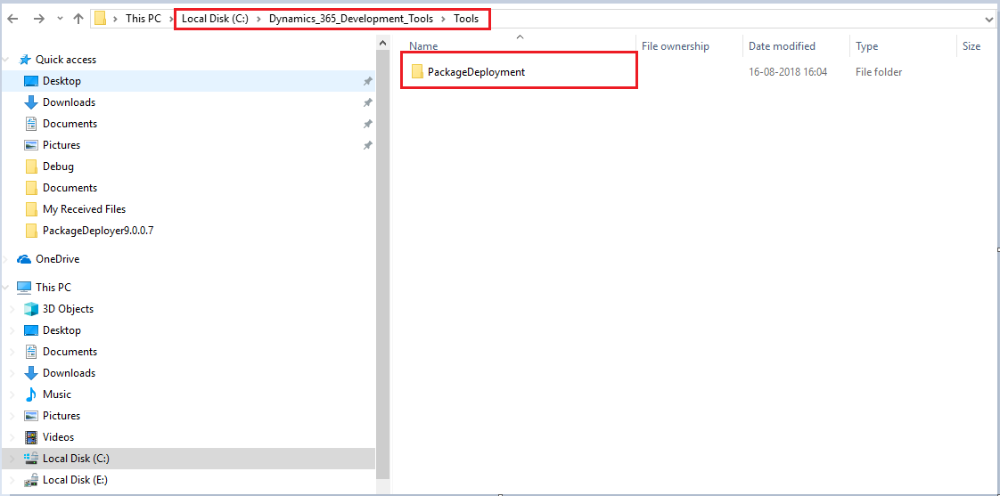 This PC Local Disk (C:) Dynamics_365_Development_Tools Tools
Name File ownership Date modified Type Size
PackageDeployment 16-08-2018 16:04 File folder
Quick access
Desktop
Downloads
Documents
Pictures
Debug
Documents
My Received Files
PackageDeployer9.0.0.7
OneDrive
This PC
3D Objects
Desktop
Documents
Downloads
Music
Pictures
Videos
Local Disk (C:)
Local Disk (E:)